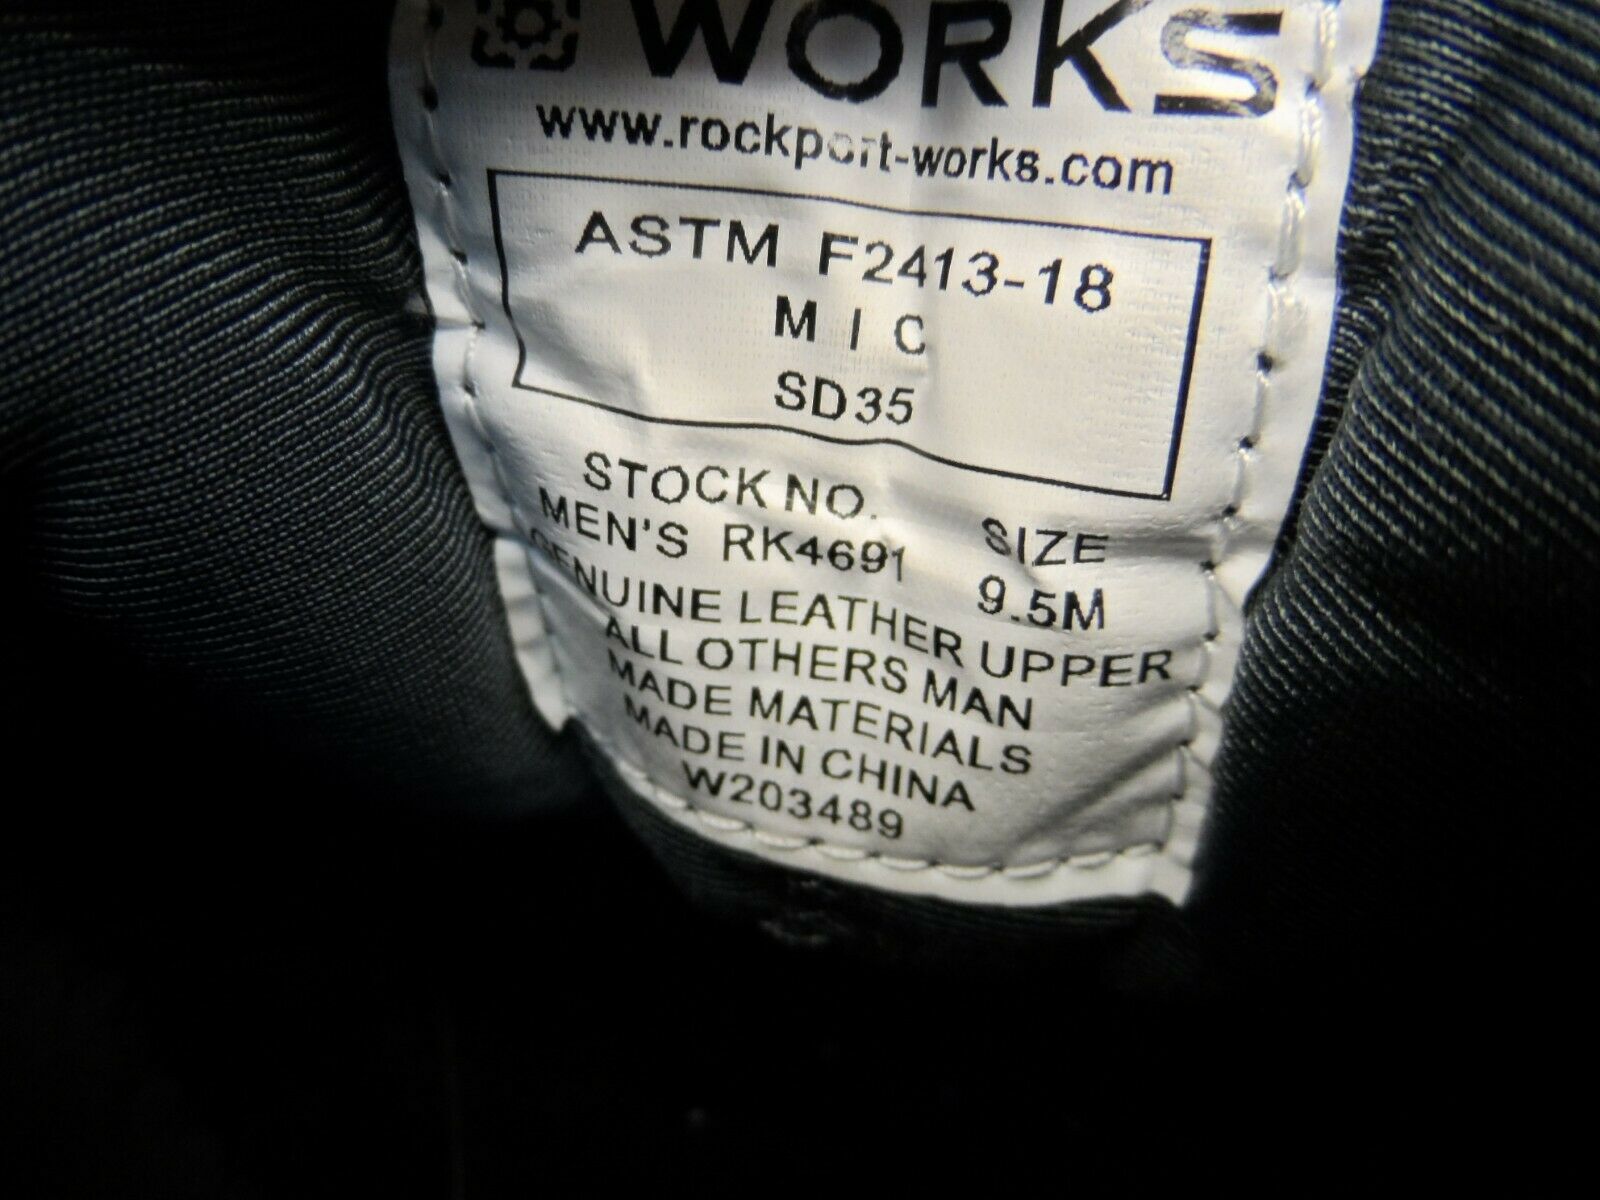 WORKS
www.rockport-works.com
ASTM F2413-18
M I C
SD35
STOCK NO. SIZE
MEN'S RK4691 9.5M
GENUINE LEATHER UPPER
ALL OTHERS MAN
MADE MATERIALS
MADE IN CHINA
W203489